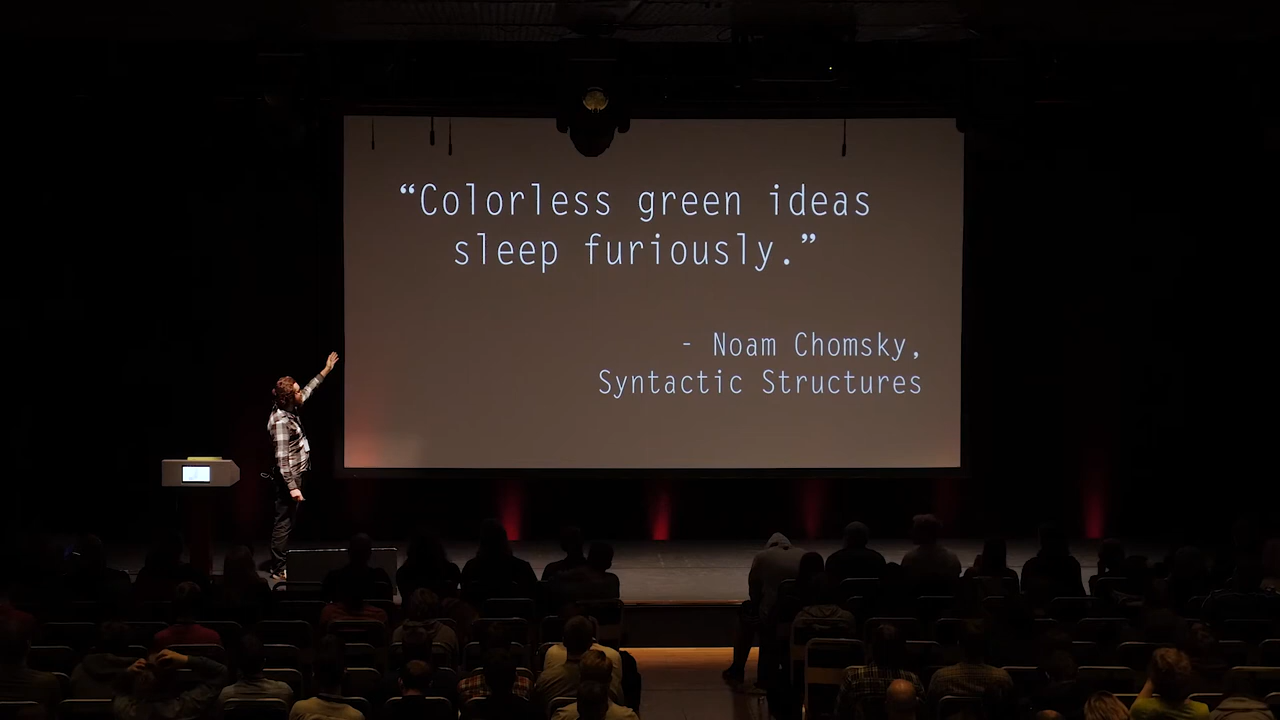 “Colorless green ideas
sleep furiously.”
- Noam Chomsky,
Syntactic Structures